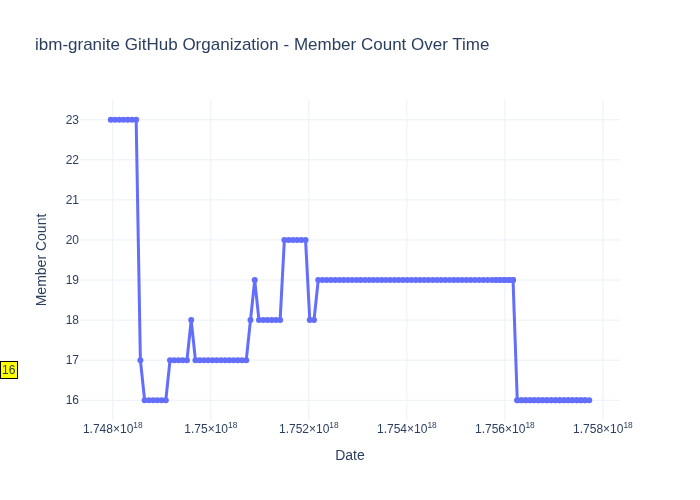 ibm-granite GitHub Organization - Member Count Over Time
23
22
21
20
19
18
17
16
Member Count
16
1.748×10¹⁸ 1.75×10¹⁸ 1.752×10¹⁸ 1.754×10¹⁸ 1.756×10¹⁸ 1.758×10¹⁸
Date